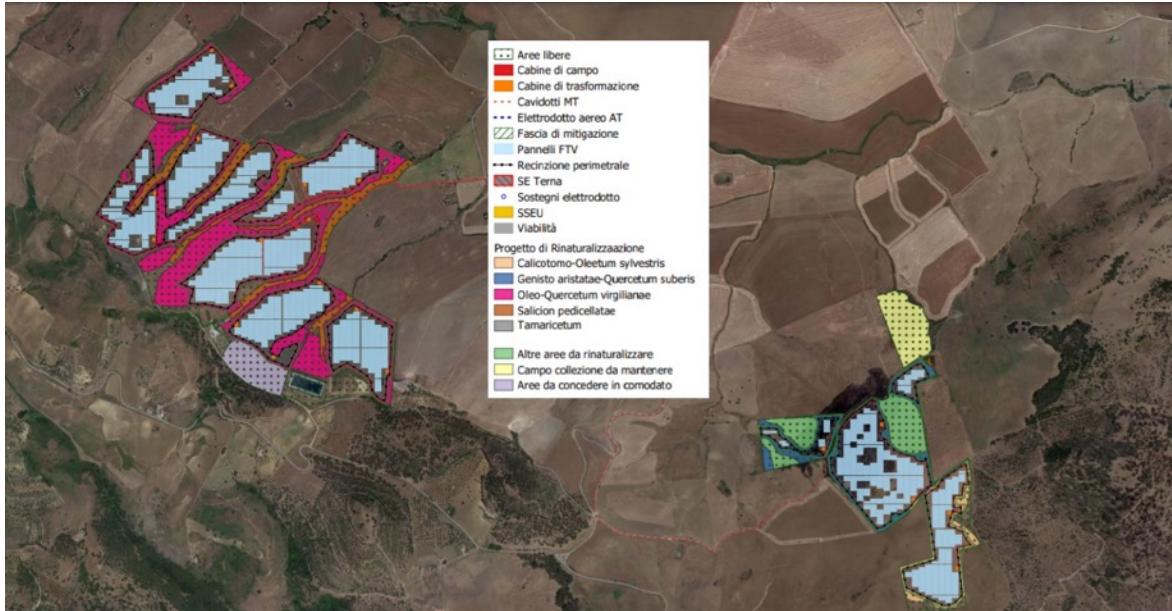 Aree libere
Cabine di campo
Cabine di trasformazione
Cavidotti MT
Elettrodotto aereo AT
Fascia di mitigazione
Pannelli FTV
Recinzione perimetrale
SE Terna
Sostegni elettrodotto
SSEU
Viabilità
Progetto di Rinaturalizzaazione
Calicotomo-Oleetum sylvestris
Genisto aristatae-Quercetum suberis
Oleo-Quercetum virgilianae
Salicion pedicellatae
Tamaricetum
Altre aree da rinaturalizzare
Campo collezione da mantenere
Aree da concedere in comodato